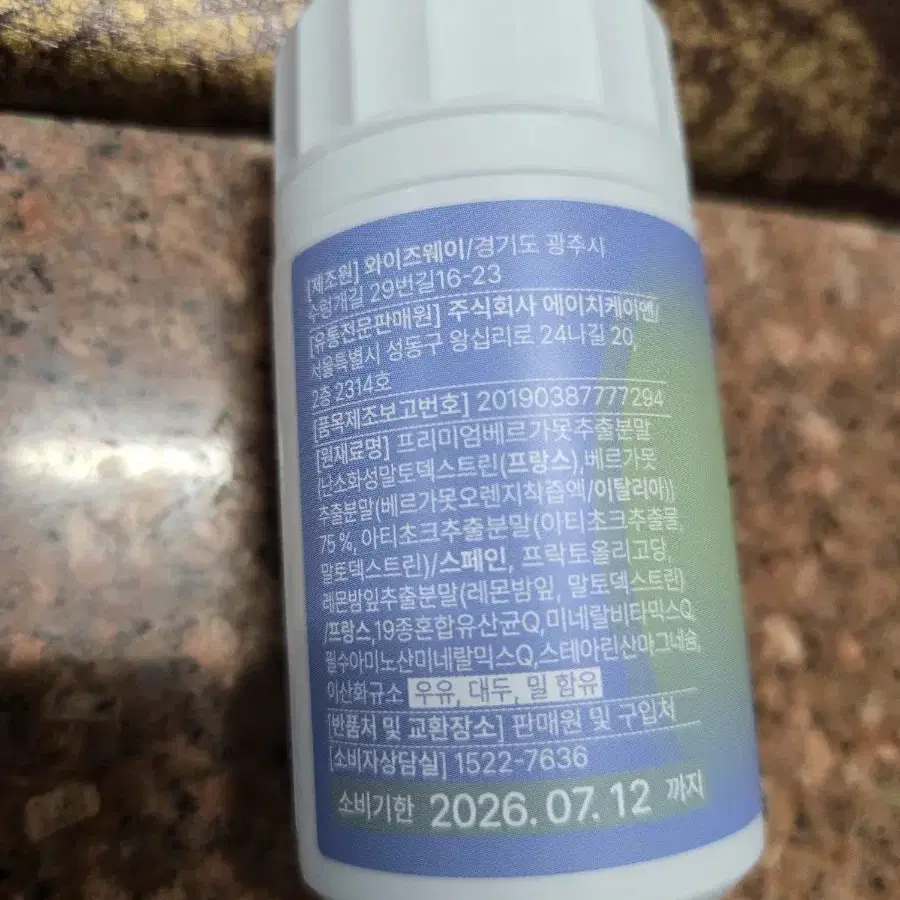 [제조원] 와이즈웨이/경기도 광주시
수렁개길 29번길16-23
[유통전문판매원] 주식회사 에이치케이엔/
서울특별시 성동구 왕십리로 24나길 20,
2층 2314호
[품목제조보고번호] 20190387777294
[원재료명] 프리미엄베르가못추출분말
(난소화성말토덱스트린(프랑스),베르가못
추출분말(베르가못오렌지착즙액/이탈리아))
75 %, 아티초크추출분말(아티초크추출물,
말토덱스트린)/스페인, 프락토올리고당,
레몬밤잎추출분말(레몬밤잎, 말토덱스트린)
/프랑스,19종혼합유산균Q,미네랄비타믹스Q,
필수아미노산미네랄믹스Q,스테아린산마그네슘,
이산화규소 우유, 대두, 밀 함유
[반품처 및 교환장소] 판매원 및 구입처
[소비자상담실] 1522-7636
소비기한 2026. 07. 12 까지